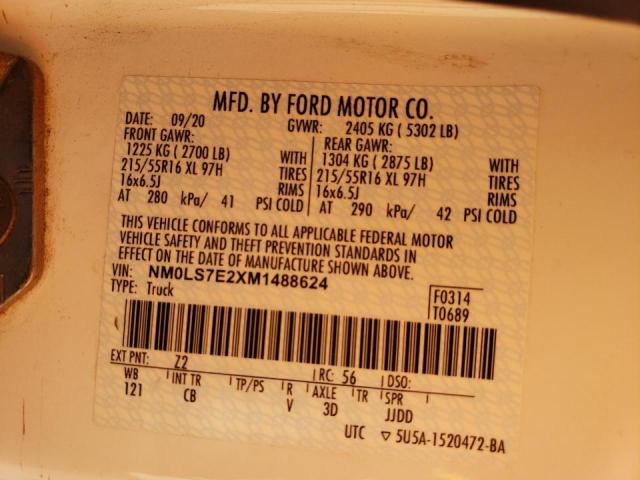 MFD. BY FORD MOTOR CO.
DATE: 09/20 GVWR: 2405 KG ( 5302 LB)
FRONT GAWR: REAR GAWR:
1225 KG ( 2700 LB) WITH 1304 KG ( 2875 LB) WITH
215/55R16 XL 97H TIRES 215/55R16 XL 97H TIRES
16x6.5J RIMS 16x6.5J RIMS
AT 280 kPa/ 41 PSI COLD AT 290 kPa/ 42 PSI COLD
THIS VEHICLE CONFORMS TO ALL APPLICABLE FEDERAL MOTOR
VEHICLE SAFETY AND THEFT PREVENTION STANDARDS IN
EFFECT ON THE DATE OF MANUFACTURE SHOWN ABOVE.
VIN: NM0LS7E2XM1488624
TYPE: Truck
F0314
T0689
EXT PNT: Z2 RC: 56 DSO:
WB INT TR TP/PS R AXLE TR SPR
121 CB V 3D JJDD
UTC ▽ 5U5A-1520472-BA